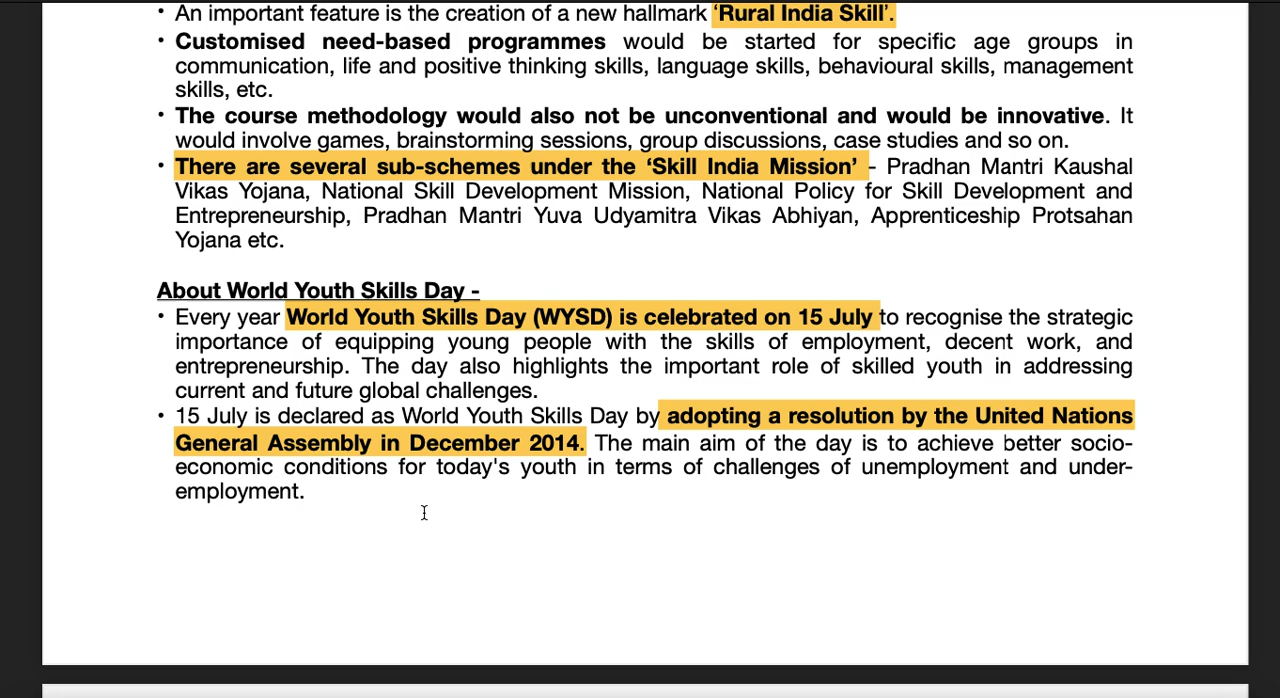 • An important feature is the creation of a new hallmark ‘Rural India Skill’.
• Customised need-based programmes would be started for specific age groups in
communication, life and positive thinking skills, language skills, behavioural skills, management
skills, etc.
• The course methodology would also not be unconventional and would be innovative. It
would involve games, brainstorming sessions, group discussions, case studies and so on.
• There are several sub-schemes under the ‘Skill India Mission’ - Pradhan Mantri Kaushal
Vikas Yojana, National Skill Development Mission, National Policy for Skill Development and
Entrepreneurship, Pradhan Mantri Yuva Udyamitra Vikas Abhiyan, Apprenticeship Protsahan
Yojana etc.
About World Youth Skills Day -
• Every year World Youth Skills Day (WYSD) is celebrated on 15 July to recognise the strategic
importance of equipping young people with the skills of employment, decent work, and
entrepreneurship. The day also highlights the important role of skilled youth in addressing
current and future global challenges.
• 15 July is declared as World Youth Skills Day by adopting a resolution by the United Nations
General Assembly in December 2014. The main aim of the day is to achieve better socio-
economic conditions for today's youth in terms of challenges of unemployment and under-
employment.